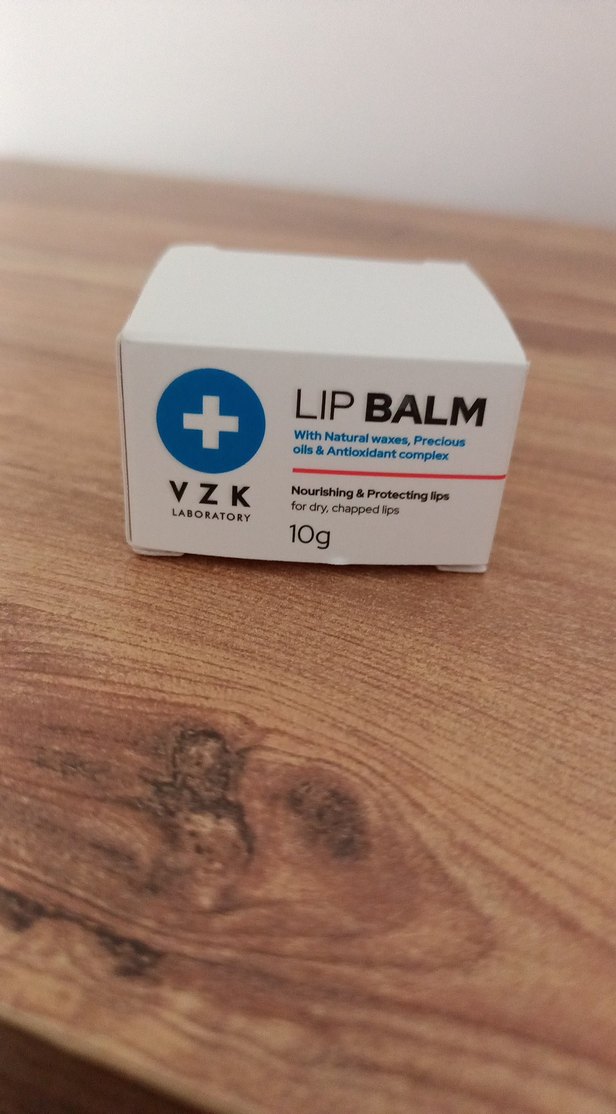 VZK
LABORATORY
LIP BALM
With Natural waxes, Precious
oils & Antioxidant complex
Nourishing & Protecting lips
for dry, chapped lips
10g